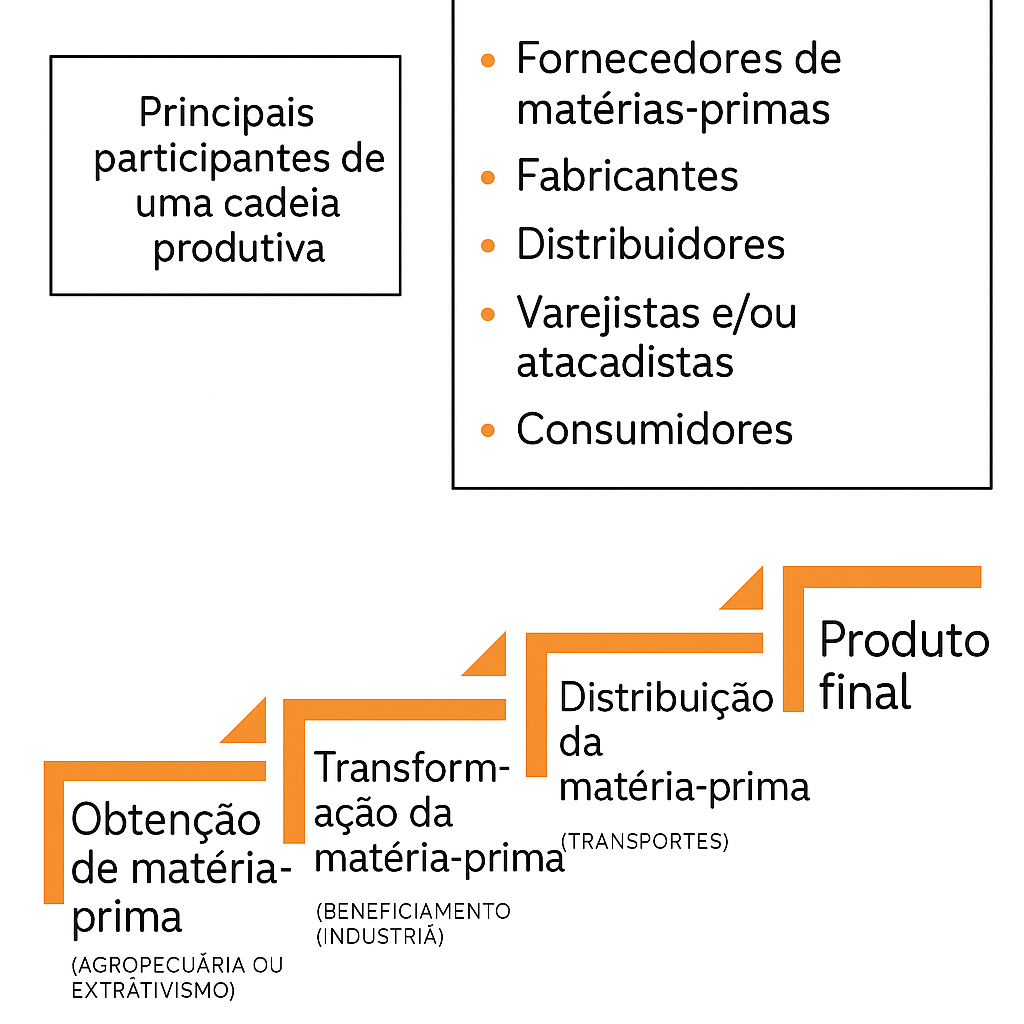 Principais
participantes de
uma cadeia
produtiva
• Fornecedores de
matérias-primas
• Fabricantes
• Distribuidores
• Varejistas e/ou
atacadistas
• Consumidores
Obtenção
de matéria-
prima
(AGROPECUÁRIA OU
EXTRÂTIVISMO)
Transform-
ação da
matéria-prima
(BENEFICIAMENTO
(INDUSTRIÁ)
Distribuição
da
matéria-prima
(TRANSPORTES)
Produto
final